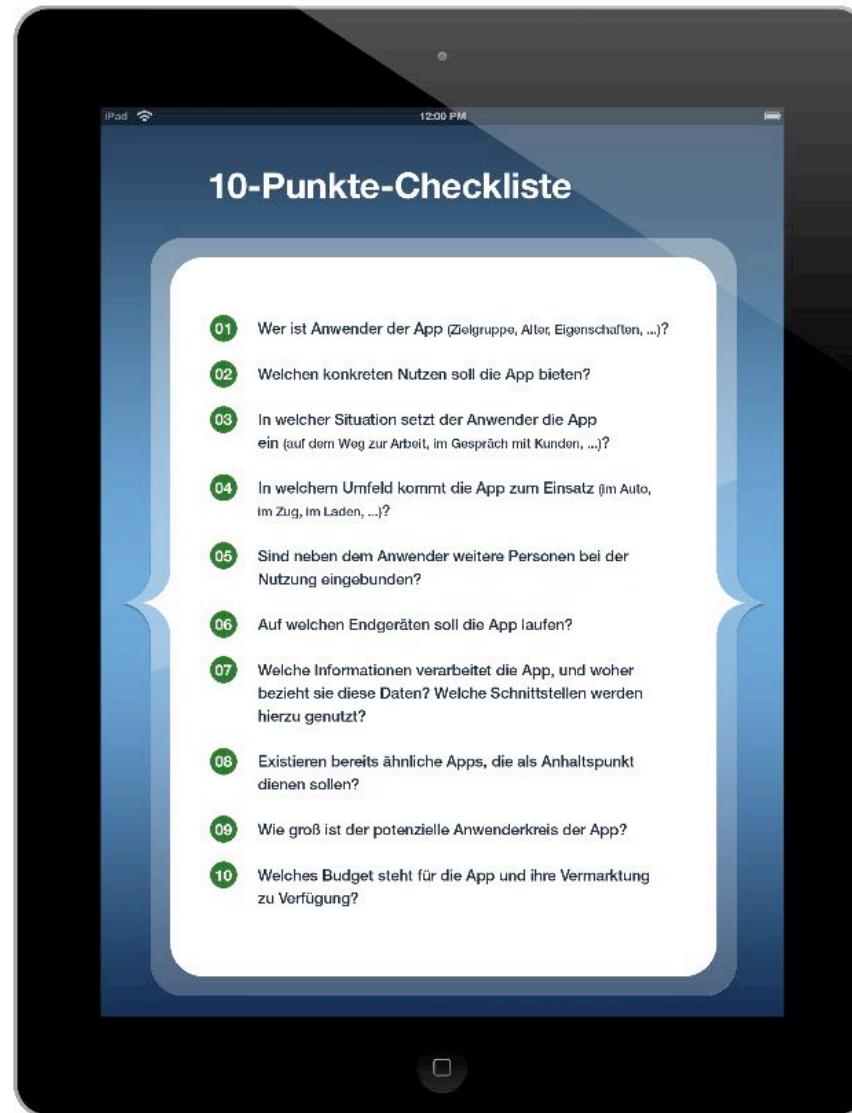 iPad
12:00 PM
10-Punkte-Checkliste
01 Wer ist Anwender der App (Zielgruppe, Alter, Eigenschaften, ...)?
02 Welchen konkreten Nutzen soll die App bieten?
03 In welcher Situation setzt der Anwender die App
ein (auf dem Weg zur Arbeit, im Gespräch mit Kunden, ...)?
04 In welchem Umfeld kommt die App zum Einsatz (im Auto,
im Zug, im Laden, ...)?
05 Sind neben dem Anwender weitere Personen bei der
Nutzung eingebunden?
06 Auf welchen Endgeräten soll die App laufen?
07 Welche Informationen verarbeitet die App, und woher
bezieht sie diese Daten? Welche Schnittstellen werden
hierzu genutzt?
08 Existieren bereits ähnliche Apps, die als Anhaltspunkt
dienen sollen?
09 Wie groß ist der potenzielle Anwenderkreis der App?
10 Welches Budget steht für die App und ihre Vermarktung
zu Verfügung?